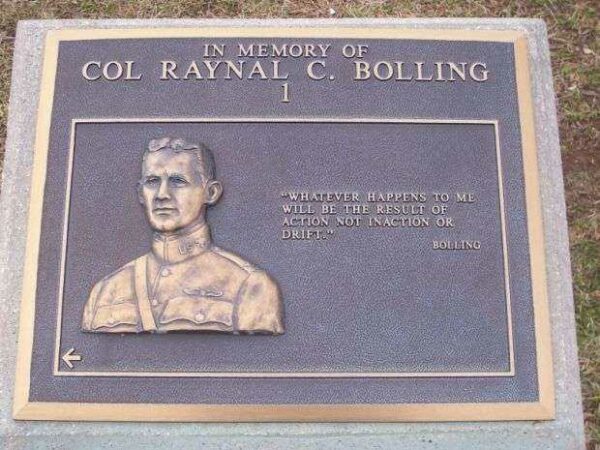 IN MEMORY OF
COL RAYNAL C. BOLLING
1
"WHATEVER HAPPENS TO ME
WILL BE THE RESULT OF
ACTION NOT INACTION OR
DRIFT."
BOLLING